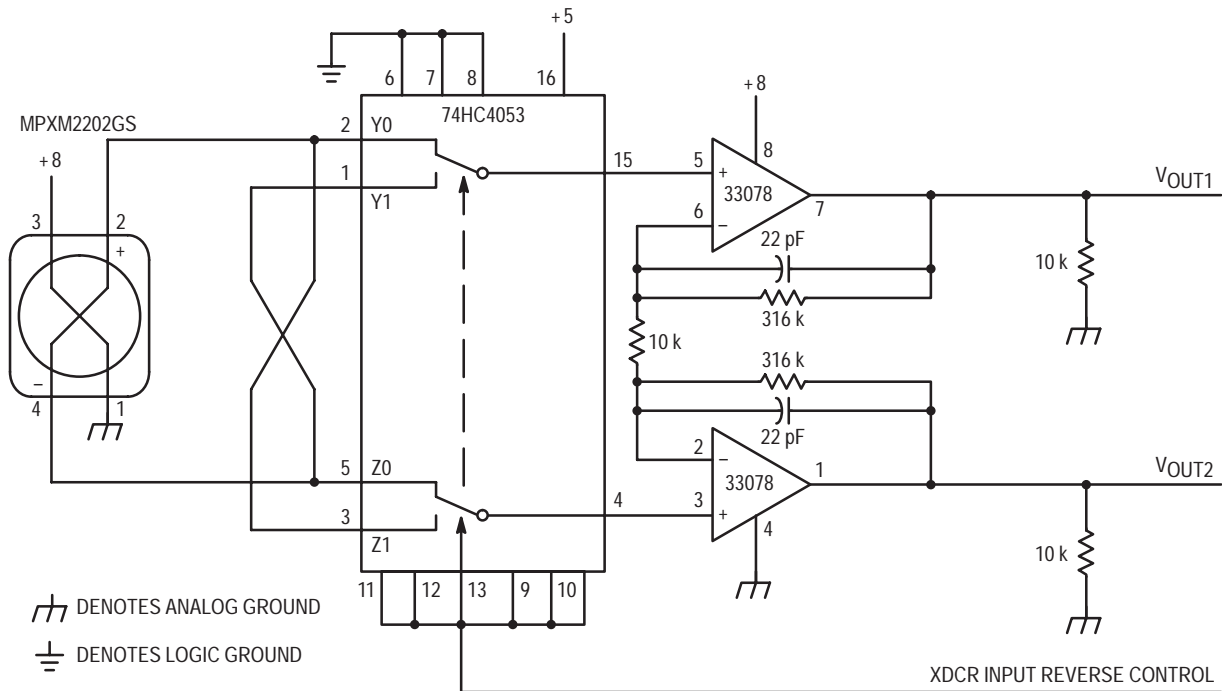 +5
6
7
8
16
74HC4053
+8
MPXM2202GS
+8
2
Y0
1
Y1
15
5
+
8
33078
7
VOUT1
6
−
3
2
+
22 pF
10 k
316 k
10 k
316 k
−
4
1
22 pF
2
−
1
VOUT2
5
Z0
33078
4
3
+
4
3
Z1
10 k
11
12
13
9
10
DENOTES ANALOG GROUND
DENOTES LOGIC GROUND
XDCR INPUT REVERSE CONTROL